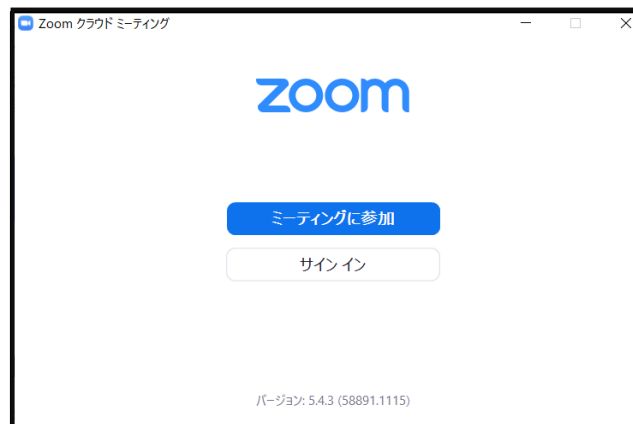 Zoom クラウド ミーティング
zoom
ミーティングに参加
サイン イン
バージョン: 5.4.3 (58891.1115)